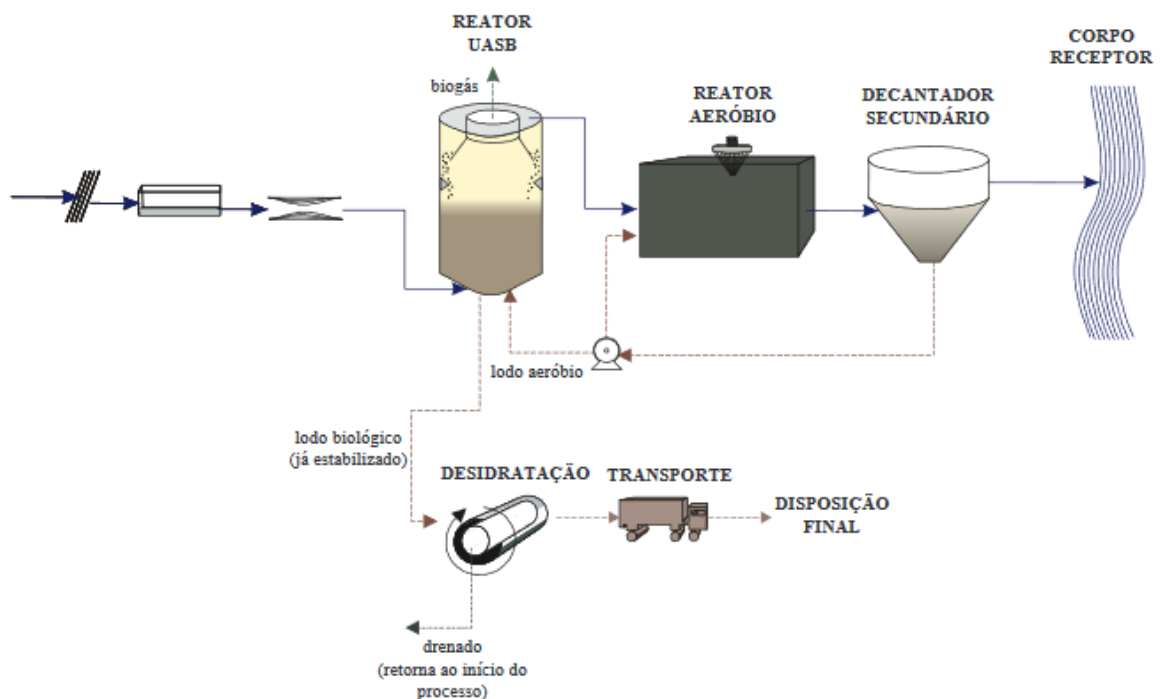 REATOR
UASB
biogás
REATOR
AERÓBIO
DECANTADOR
SECUNDÁRIO
CORPO
RECEPTOR
lodo aeróbio
lodo biológico
(já estabilizado)
DESIDRATAÇÃO
TRANSPORTE
DISPOSIÇÃO
FINAL
drenado
(retorna ao início do
processo)